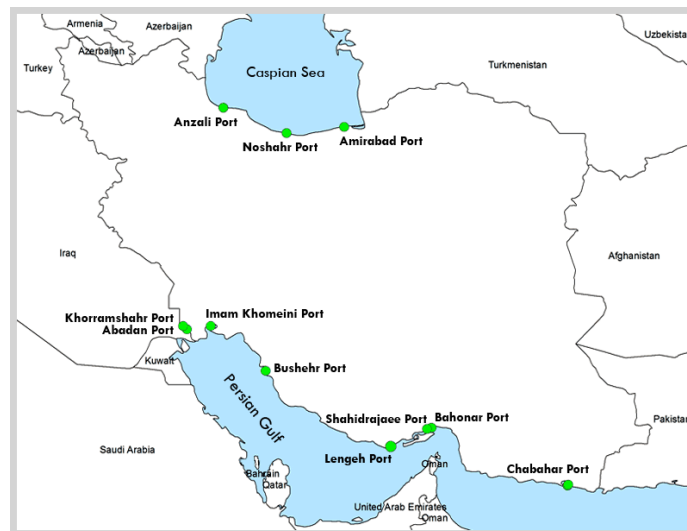 Armenia
Azerbaijan
Azerbaijan
Uzbekista
Turkey
Caspian Sea
Turkmenistan
Anzali Port
Noshahr Port
Amirabad Port
Iraq
Afghanistan
Khorramshahr Port
Abadan Port
Imam Khomeini Port
Kuwait
Bushehr Port
Persian Gulf
Shahidrajaee Port
Bahonar Port
Pakistan
Saudi Arabia
Lengeh Port
Oman
Bahrain
Qatar
Chabahar Port
United Arab Emirates
Oman